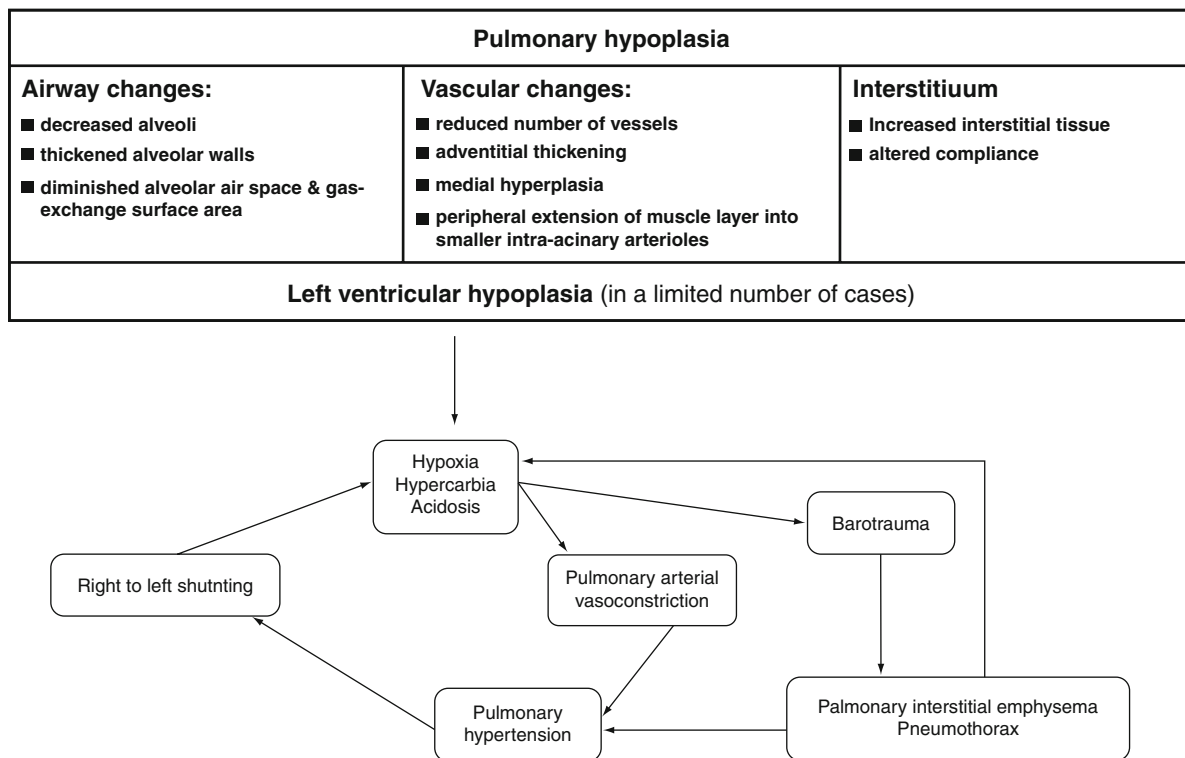 Pulmonary hypoplasia
Airway changes:
■ decreased alveoli
■ thickened alveolar walls
■ diminished alveolar air space & gas-
exchange surface area
Vascular changes:
■ reduced number of vessels
■ adventitial thickening
■ medial hyperplasia
■ peripheral extension of muscle layer into
smaller intra-acinary arterioles
Interstitiuum
■ Increased interstitial tissue
■ altered compliance
Left ventricular hypoplasia (in a limited number of cases)
Hypoxia
Hypercarbia
Acidosis
Barotrauma
Right to left shutnting
Pulmonary arterial
vasoconstriction
Pulmonary
hypertension
Palmonary interstitial emphysema
Pneumothorax